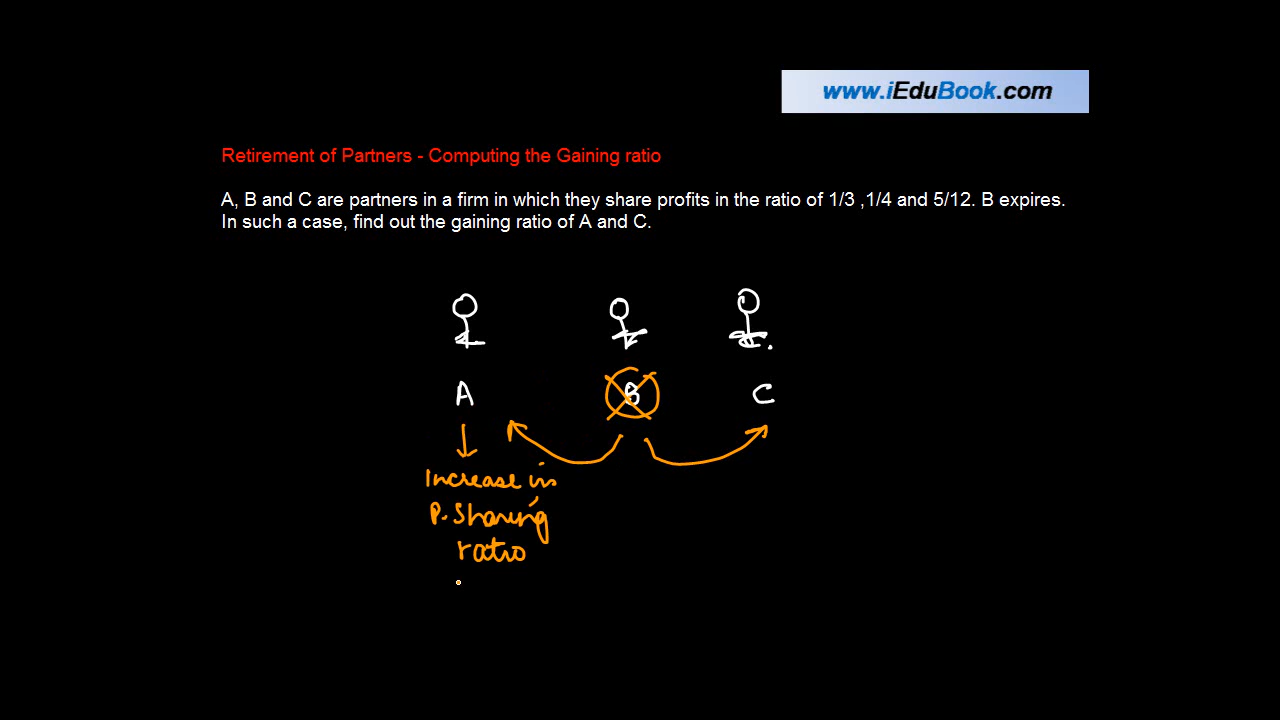 www.iEduBook.com
Retirement of Partners - Computing the Gaining ratio
A, B and C are partners in a firm in which they share profits in the ratio of 1/3 ,1/4 and 5/12. B expires.
In such a case, find out the gaining ratio of A and C.
A B C
Increase in
P. Sharing
ratio